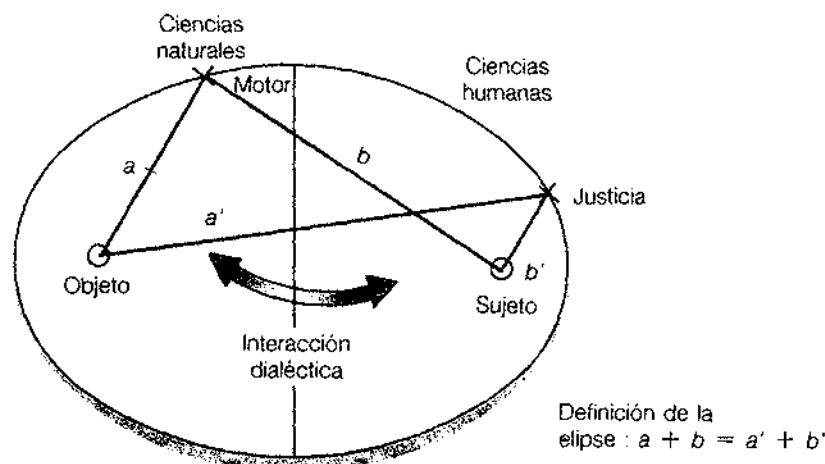 Ciencias
naturales
Motor
Ciencias
humanas
a
b
a'
Justicia
Objeto
b'
Sujeto
Interacción
dialéctica
Definición de la
elipse : a + b = a' + b'